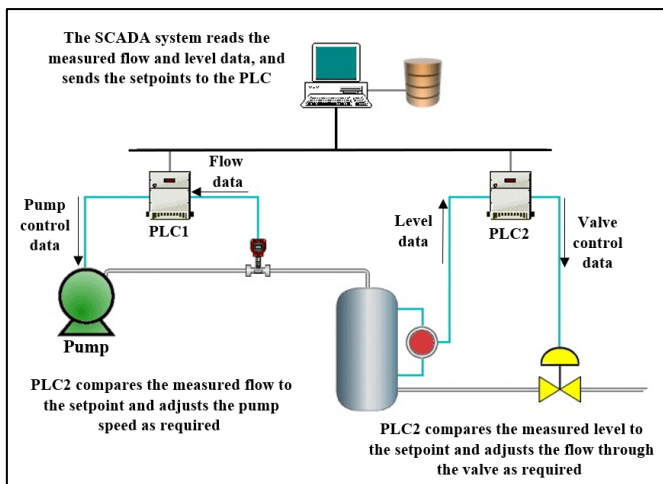 The SCADA system reads the
measured flow and level data, and
sends the setpoints to the PLC
Flow
data
Pump
control
data
PLC1
Level
data
PLC2
Valve
control
data
Pump
PLC2 compares the measured flow to
the setpoint and adjusts the pump
speed as required
PLC2 compares the measured level to
the setpoint and adjusts the flow through
the valve as required